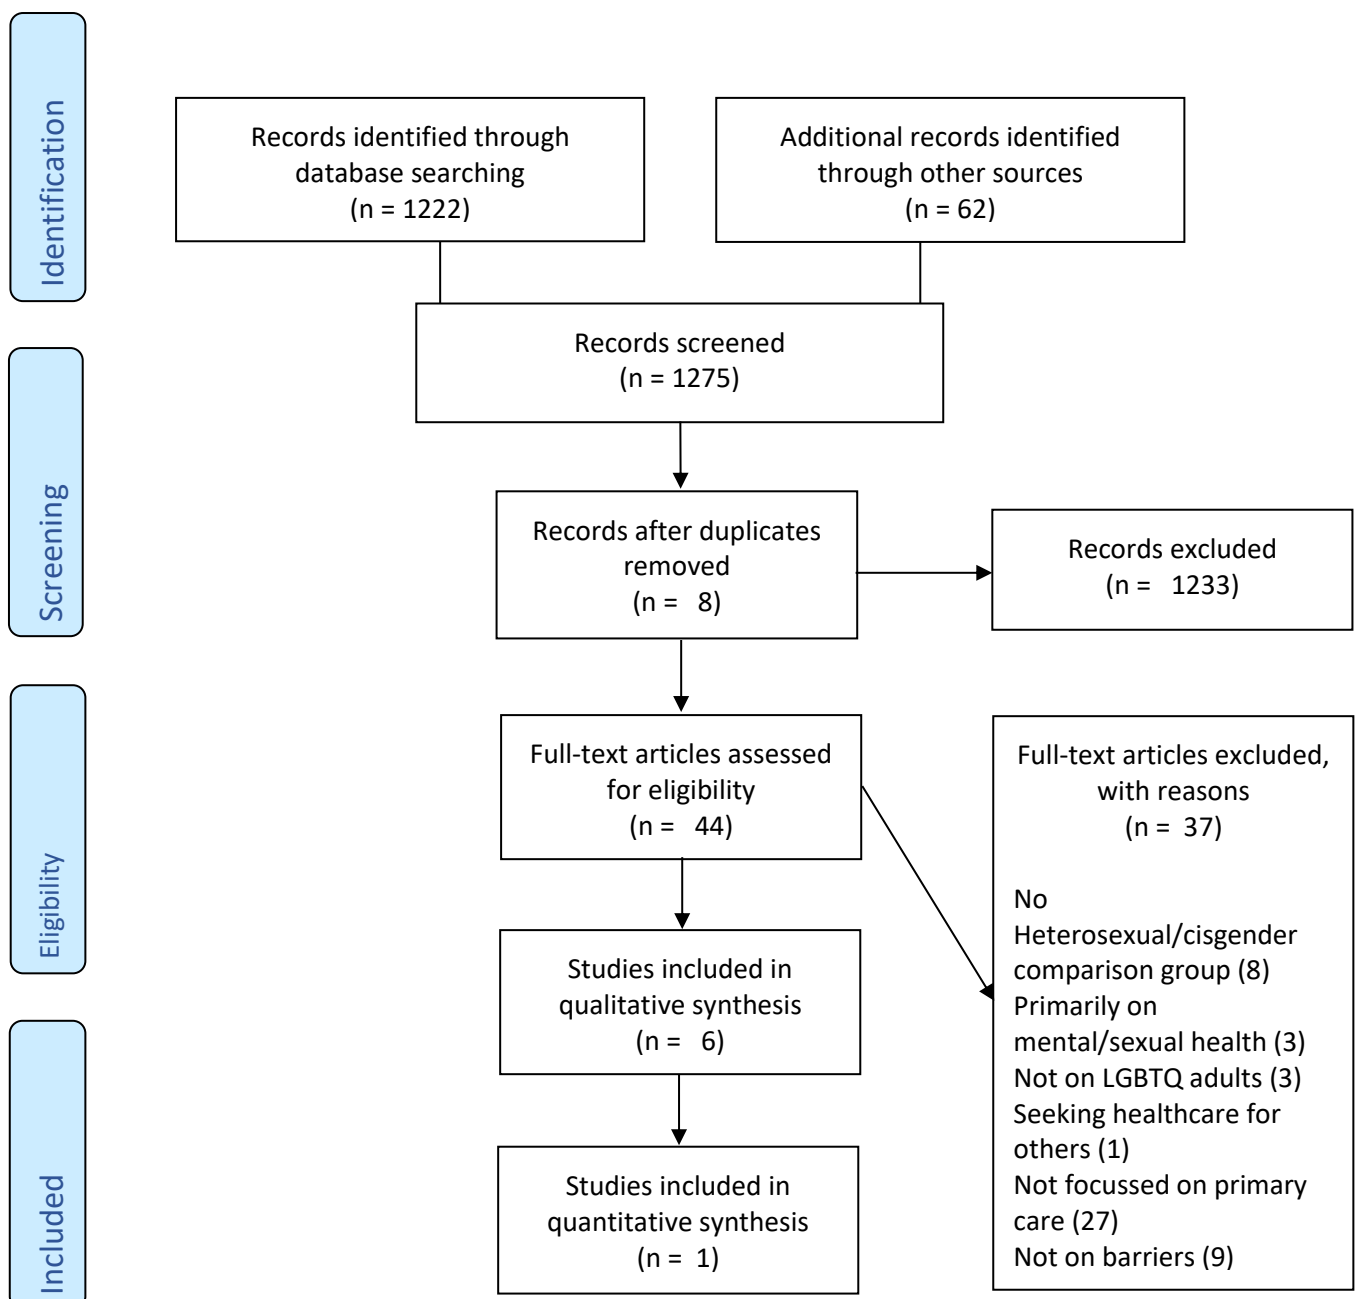 Identification
Records identified through
database searching
(n = 1222)
Additional records identified
through other sources
(n = 62)
Records screened
(n = 1275)
Screening
Records after duplicates
removed
(n = 8)
Records excluded
(n = 1233)
Eligibility
Full-text articles assessed
for eligibility
(n = 44)
Full-text articles excluded,
with reasons
(n = 37)
No
Heterosexual/cisgender
comparison group (8)
Primarily on
mental/sexual health (3)
Not on LGBTQ adults (3)
Seeking healthcare for
others (1)
Not focussed on primary
care (27)
Not on barriers (9)
Studies included in
qualitative synthesis
(n = 6)
Included
Studies included in
quantitative synthesis
(n = 1)